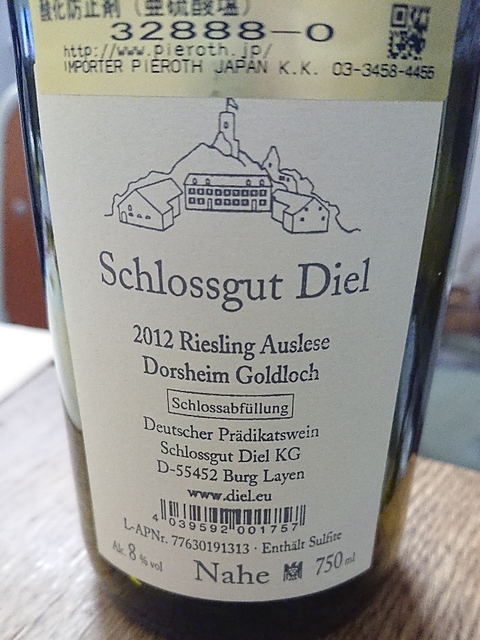 酸化防止剤(亜硫酸塩)
32888-0
http://www.pieroth.jp/
IMPORTER PIEROTH JAPAN K.K. 03-3458-4455
Schlossgut Diel
2012 Riesling Auslese
Dorsheim Goldloch
Schlossabfüllung
Deutscher Prädikatswein
Schlossgut Diel KG
D-55452 Burg Layen
www.diel.eu
4 039592 001757
L-APNr. 77630191313 · Enthält Sulfite
Alc. 8 % vol Nahe 750 ml